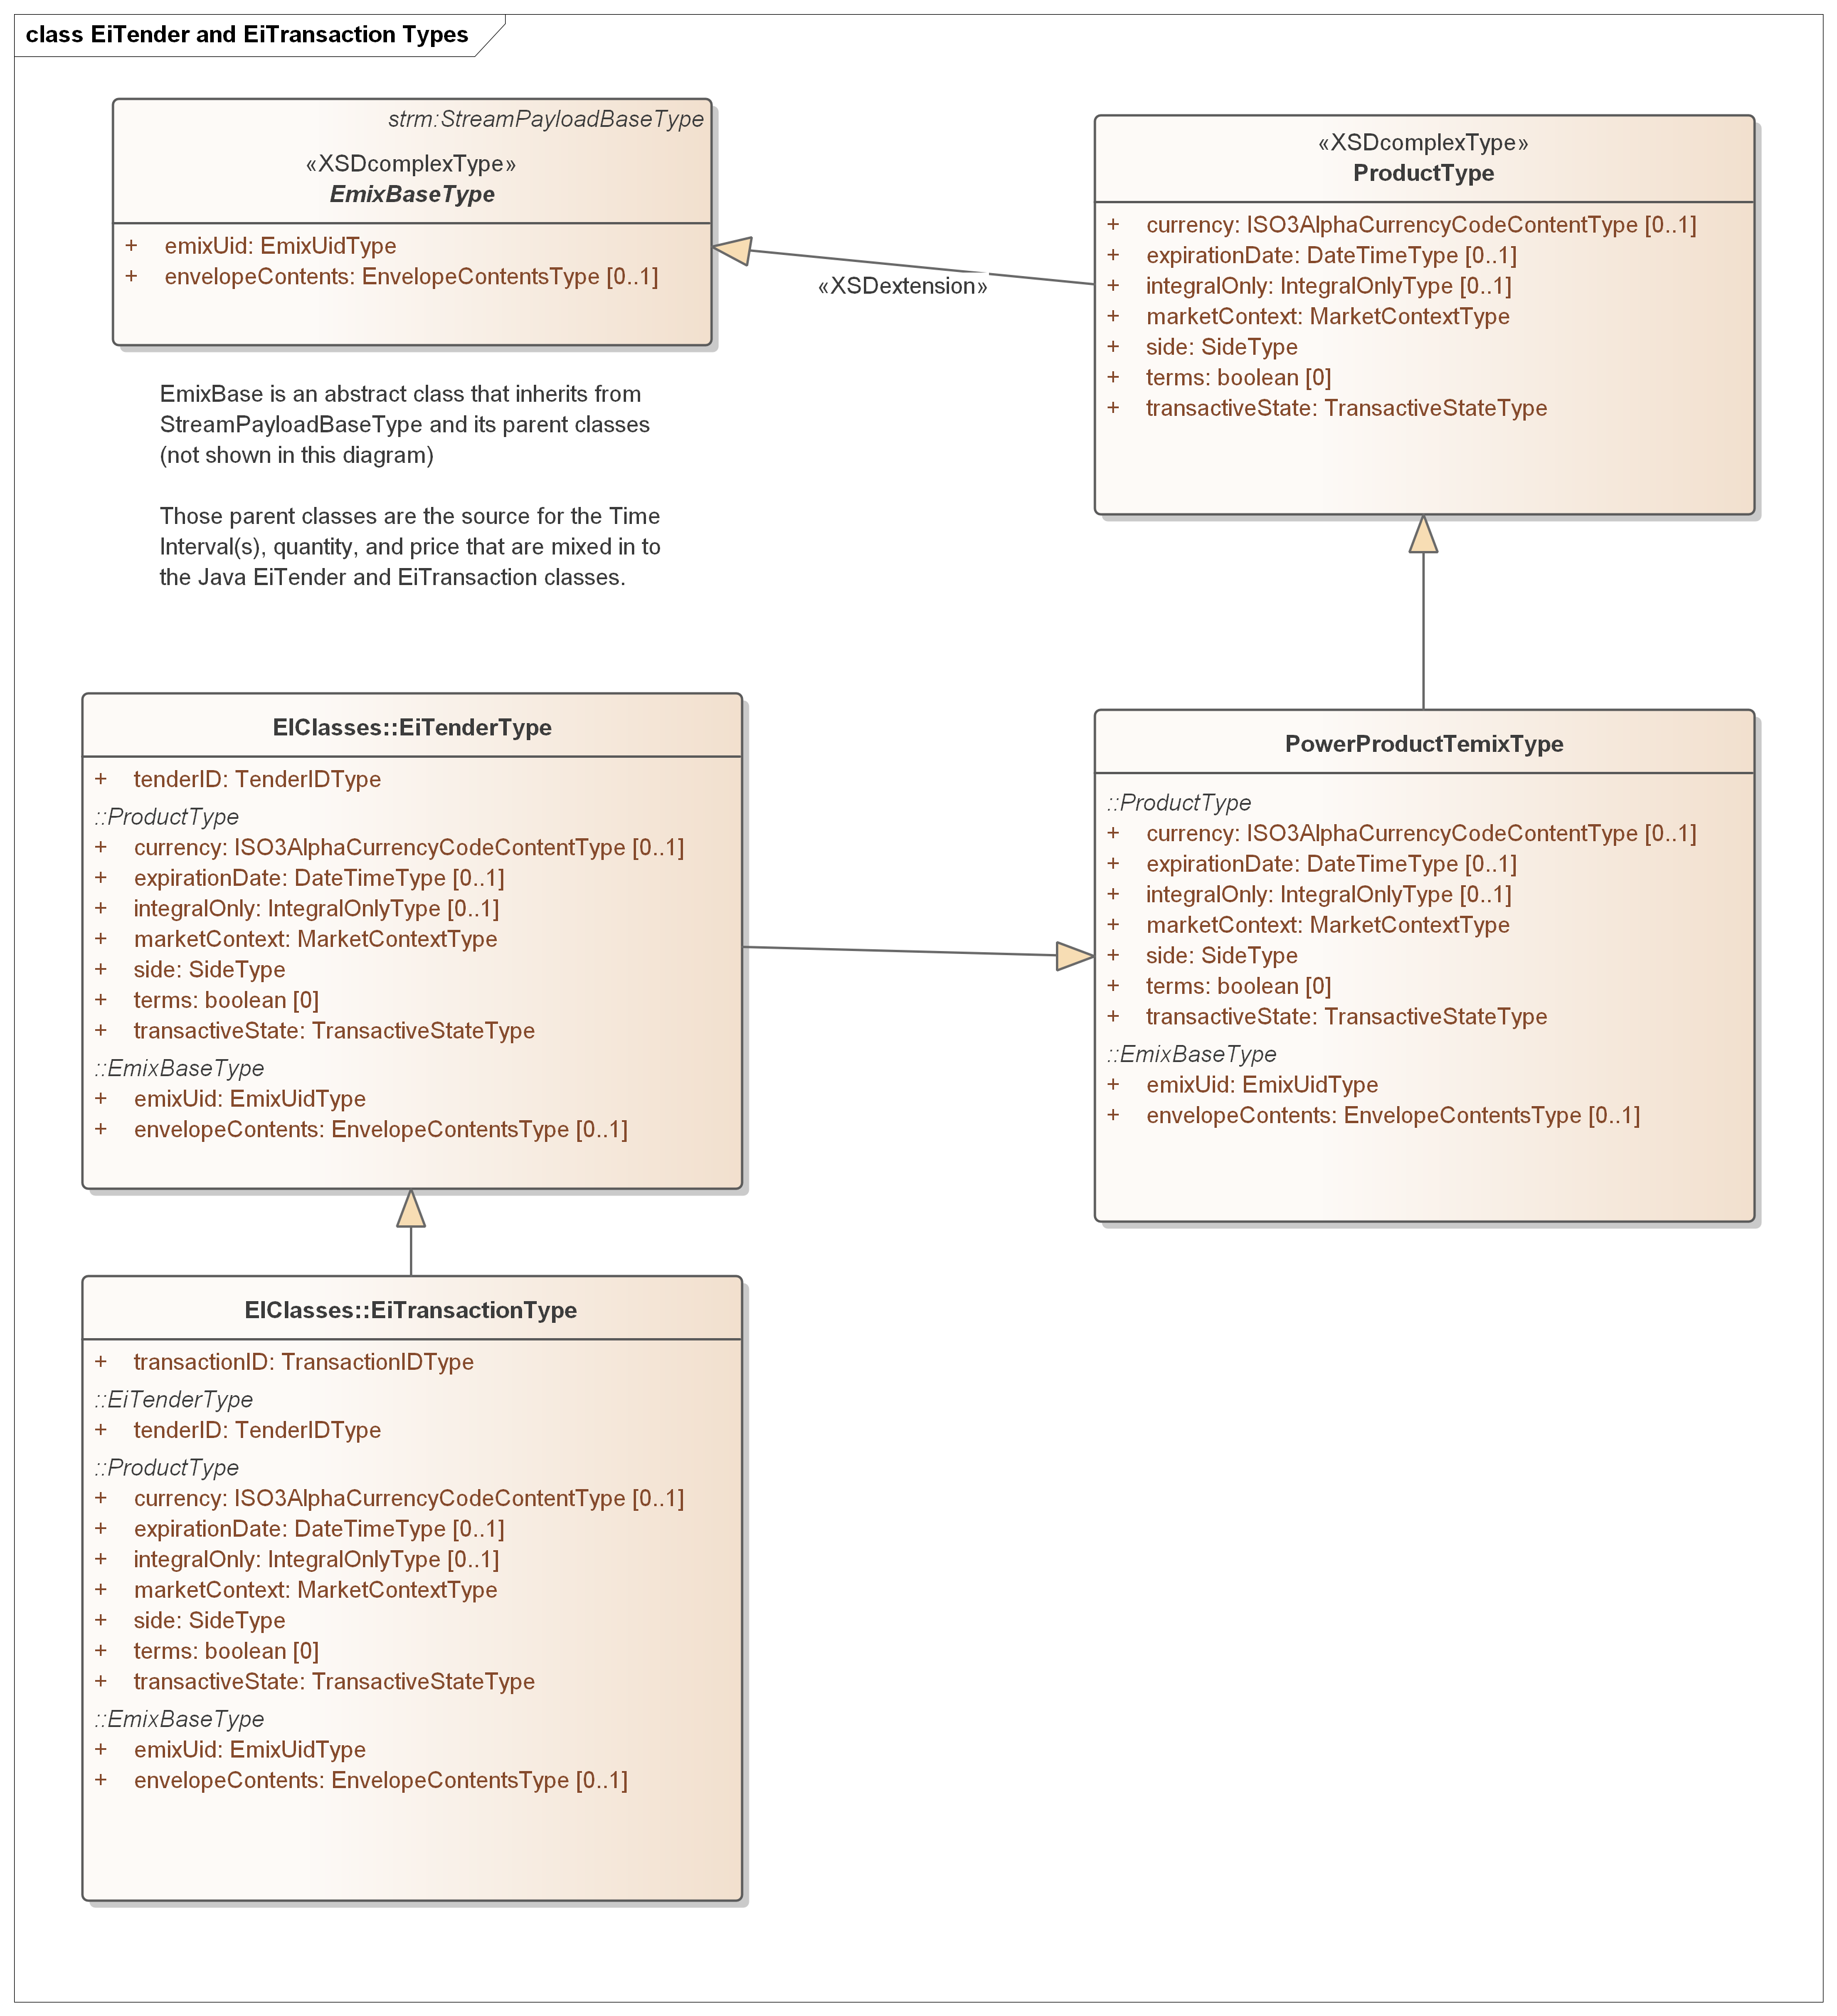 class EiTender and EiTransaction Types
strm:StreamPayloadBaseType
«XSDcomplexType»
EmixBaseType
+ emixUid: EmixUidType
+ envelopeContents: EnvelopeContentsType [0..1]
«XSDcomplexType»
ProductType
+ currency: ISO3AlphaCurrencyCodeContentType [0..1]
+ expirationDate: DateTimeType [0..1]
+ integralOnly: IntegralOnlyType [0..1]
+ marketContext: MarketContextType
+ side: SideType
+ terms: boolean [0]
+ transactiveState: TransactiveStateType
«XSDextension»
EmixBase is an abstract class that inherits from
StreamPayloadBaseType and its parent classes
(not shown in this diagram)
Those parent classes are the source for the Time
Interval(s), quantity, and price that are mixed in to
the Java EiTender and EiTransaction classes.
EIClasses::EiTenderType
+ tenderID: TenderIDType
::ProductType
+ currency: ISO3AlphaCurrencyCodeContentType [0..1]
+ expirationDate: DateTimeType [0..1]
+ integralOnly: IntegralOnlyType [0..1]
+ marketContext: MarketContextType
+ side: SideType
+ terms: boolean [0]
+ transactiveState: TransactiveStateType
::EmixBaseType
+ emixUid: EmixUidType
+ envelopeContents: EnvelopeContentsType [0..1]
PowerProductTemixType
::ProductType
+ currency: ISO3AlphaCurrencyCodeContentType [0..1]
+ expirationDate: DateTimeType [0..1]
+ integralOnly: IntegralOnlyType [0..1]
+ marketContext: MarketContextType
+ side: SideType
+ terms: boolean [0]
+ transactiveState: TransactiveStateType
::EmixBaseType
+ emixUid: EmixUidType
+ envelopeContents: EnvelopeContentsType [0..1]
EIClasses::EiTransactionType
+ transactionID: TransactionIDType
::EiTenderType
+ tenderID: TenderIDType
::ProductType
+ currency: ISO3AlphaCurrencyCodeContentType [0..1]
+ expirationDate: DateTimeType [0..1]
+ integralOnly: IntegralOnlyType [0..1]
+ marketContext: MarketContextType
+ side: SideType
+ terms: boolean [0]
+ transactiveState: TransactiveStateType
::EmixBaseType
+ emixUid: EmixUidType
+ envelopeContents: EnvelopeContentsType [0..1]